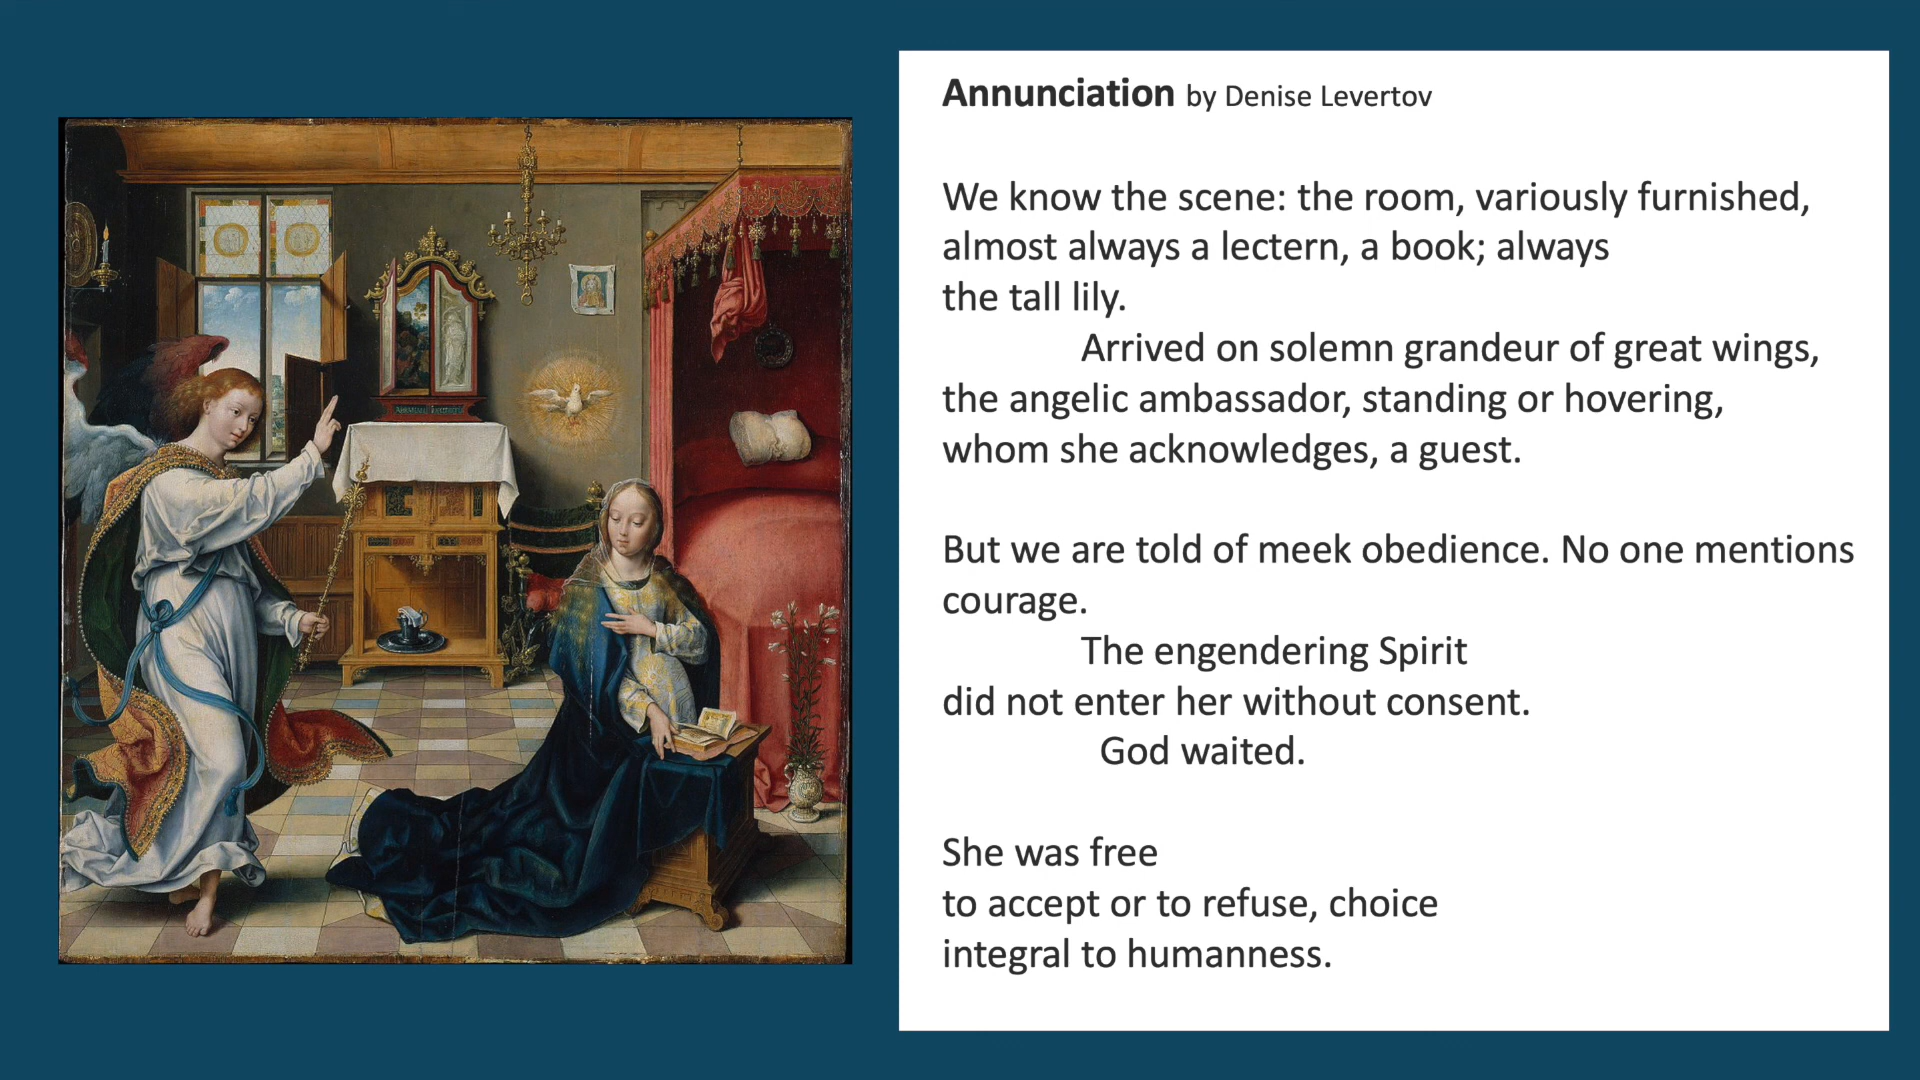 Annunciation by Denise Levertov
We know the scene: the room, variously furnished,
almost always a lectern, a book; always
the tall lily.
Arrived on solemn grandeur of great wings,
the angelic ambassador, standing or hovering,
whom she acknowledges, a guest.
But we are told of meek obedience. No one mentions
courage.
The engendering Spirit
did not enter her without consent.
God waited.
She was free
to accept or to refuse, choice
integral to humanness.